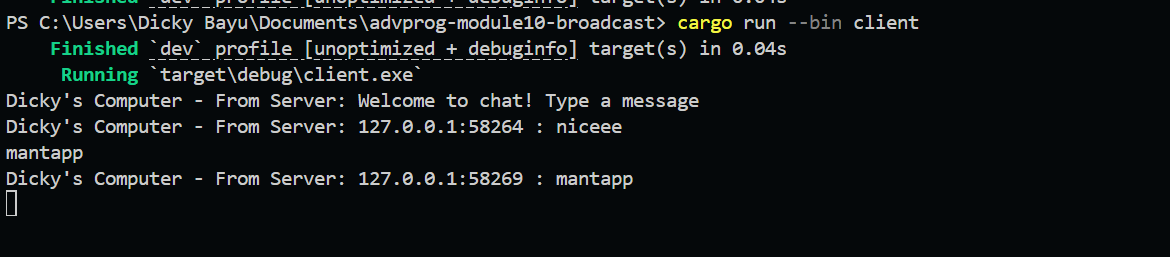 PS C:\Users\Dicky Bayu\Documents\advprog-module10-broadcast> cargo run --bin client
    Finished `dev` profile [unoptimized + debuginfo] target(s) in 0.04s
     Running `target\debug\client.exe`
Dicky's Computer - From Server: Welcome to chat! Type a message
Dicky's Computer - From Server: 127.0.0.1:58264 : niceee
mantapp
Dicky's Computer - From Server: 127.0.0.1:58269 : mantapp